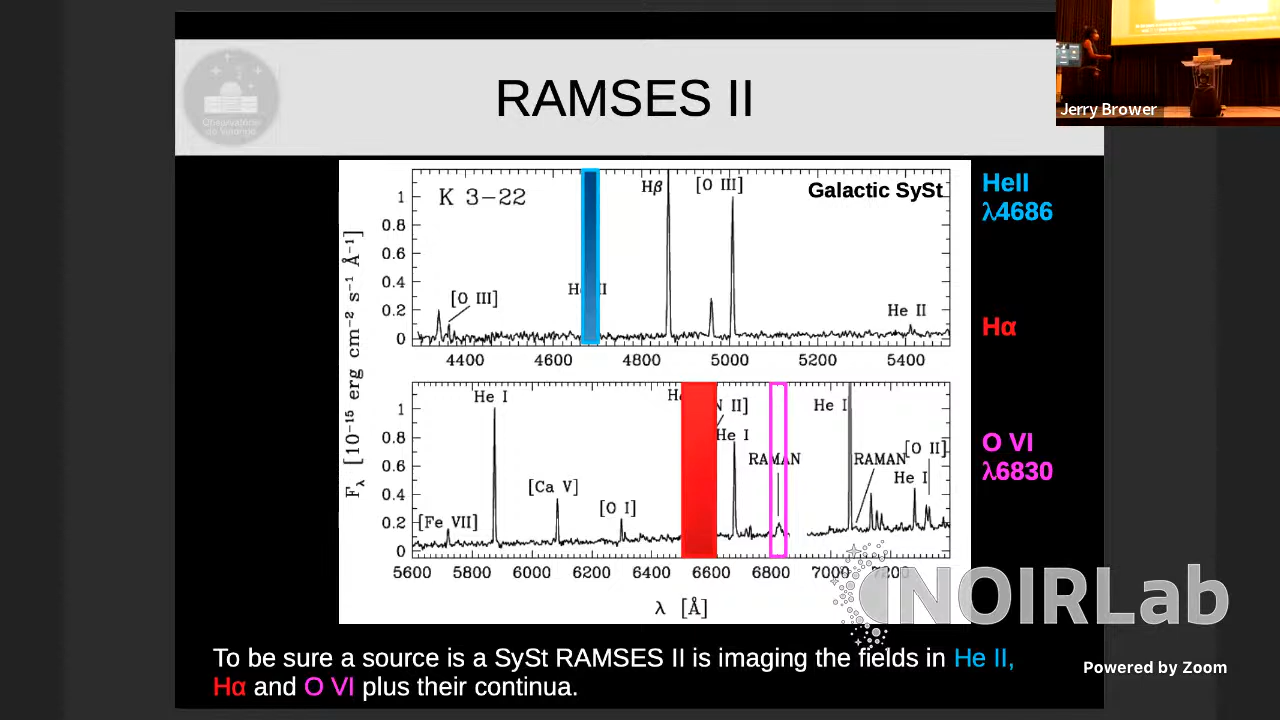 RAMSES II
Jerry Brower
Observatório
do Valongo
K 3−22
Hβ
[O III]
Galactic SySt
[O III]
He II
He II
1
0.8
0.6
0.4
0.2
0
4400
4600
4800
5000
5200
5400
HeII
λ4686
Hα
O VI
λ6830
He I
N II]
He I
He I
RAMAN
RAMAN
[O II]
He I
[Ca V]
[O I]
[Fe VII]
1
0.8
0.6
0.4
0.2
0
5600
5800
6000
6200
6400
6600
6800
7000
7200
Fλ [10⁻¹⁵ erg cm⁻² s⁻¹ Å⁻¹]
λ [Å]
NOIRLab
To be sure a source is a SySt RAMSES II is imaging the fields in He II,
Hα and O VI plus their continua.
Powered by Zoom